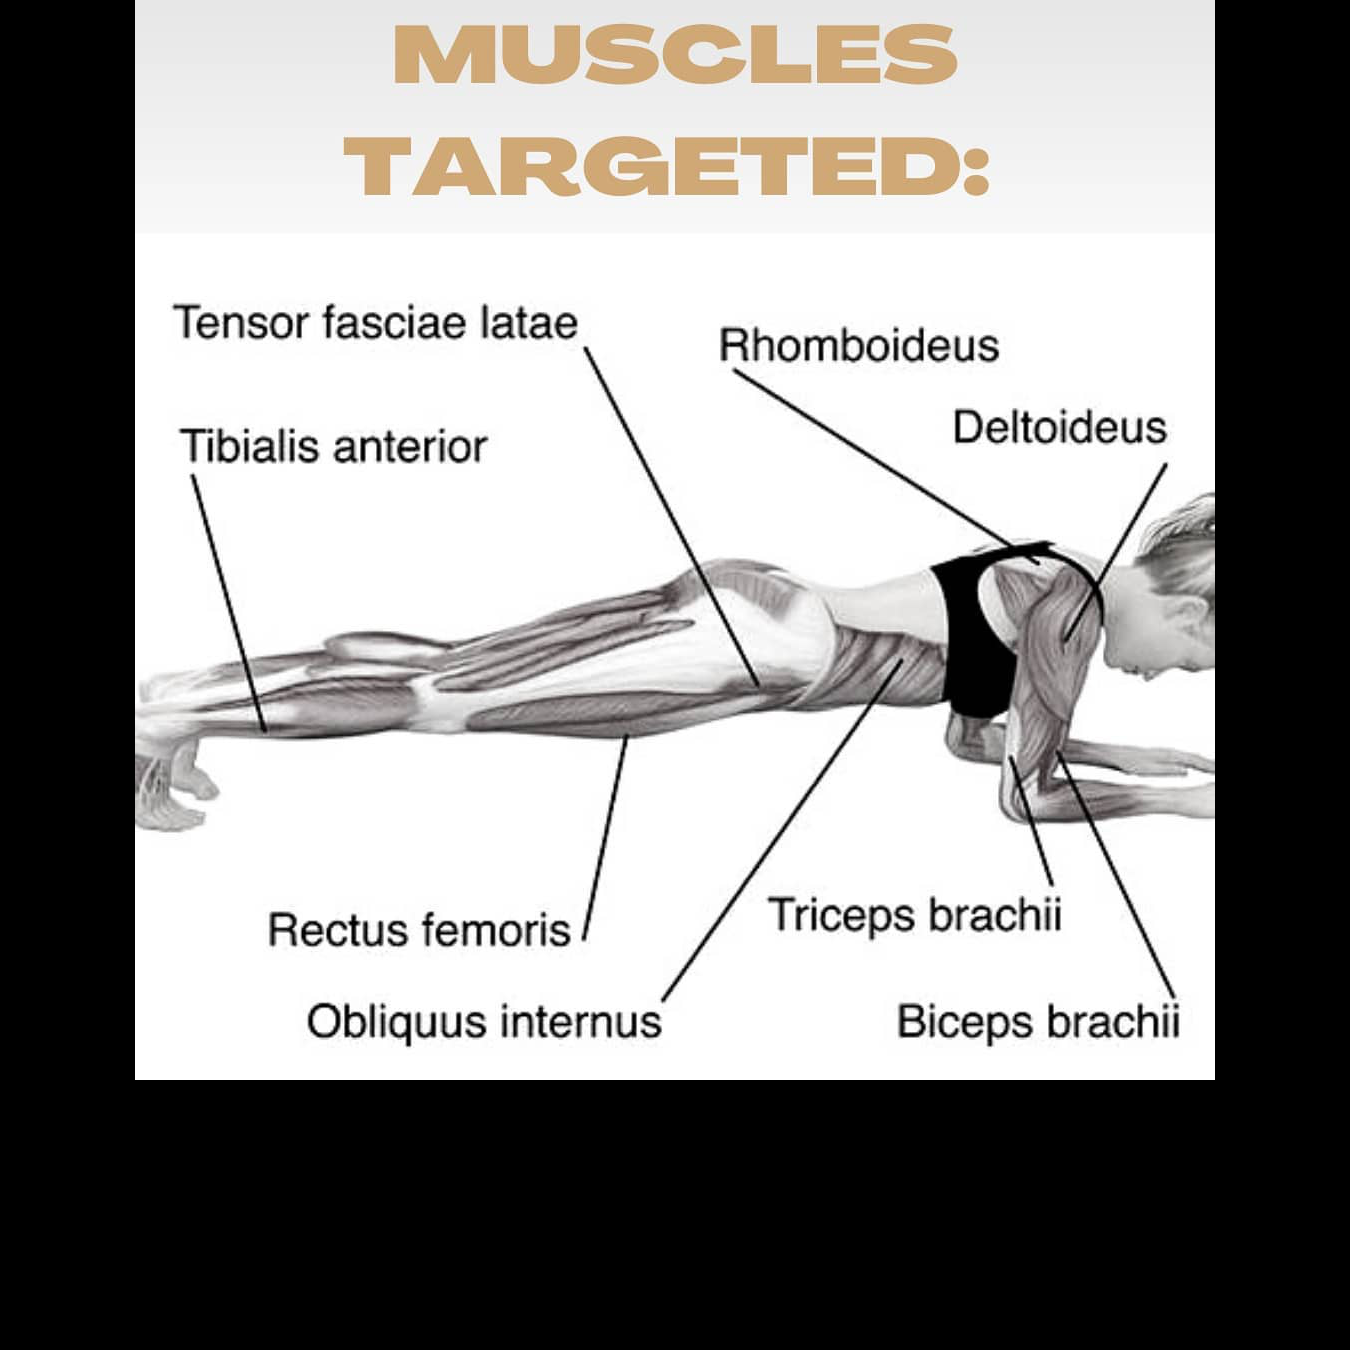 MUSCLES
TARGETED:
Tensor fasciae latae
Rhomboideus
Deltoideus
Tibialis anterior
Triceps brachii
Rectus femoris
Obliquus internus
Biceps brachii